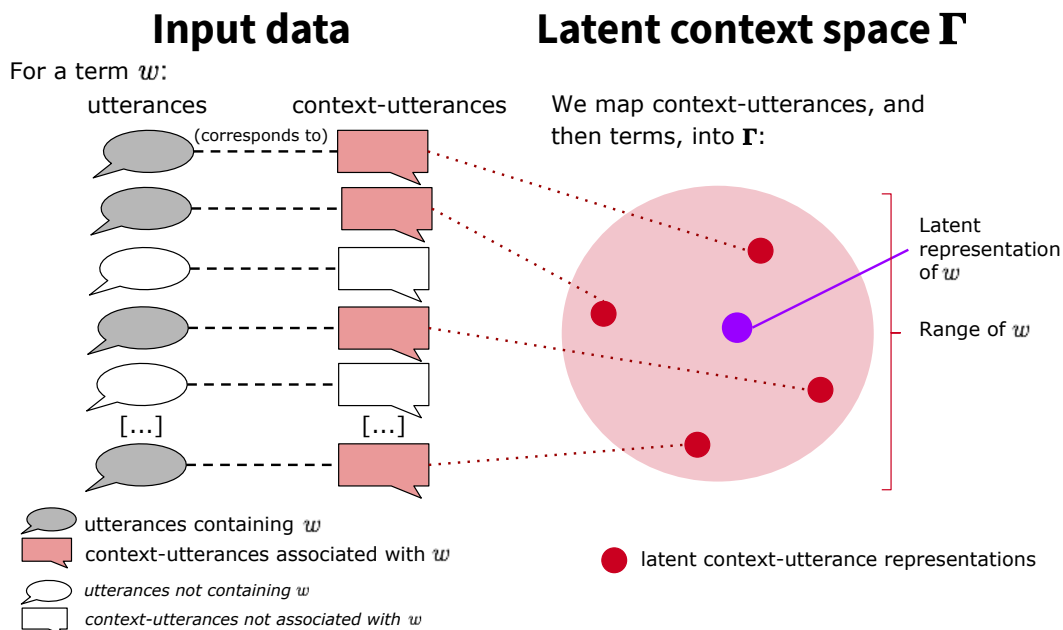 Input data
Latent context space Γ
For a term w:
utterances
context-utterances
(corresponds to)
We map context-utterances, and
then terms, into Γ:
Latent
representation
of w
Range of w
[...]
[...]
utterances containing w
context-utterances associated with w
utterances not containing w
context-utterances not associated with w
latent context-utterance representations